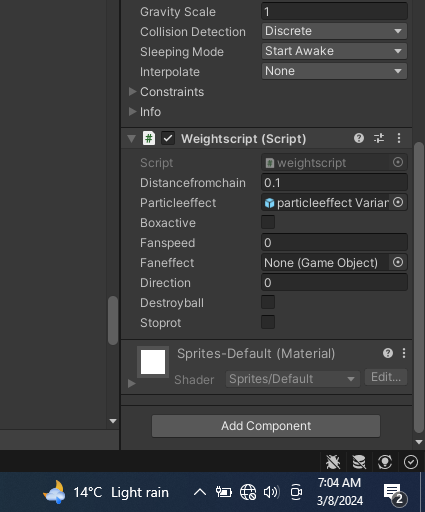 Gravity Scale 1
Collision Detection Discrete
Sleeping Mode Start Awake
Interpolate None
Constraints
Info
# Weightscript (Script)
Script # weightscript
Distancefromchain 0.1
Particleeffect particleeffect Varian
Boxactive
Fanspeed 0
Faneffect None (Game Object)
Direction 0
Destroyball
Stoprot
Sprites-Default (Material)
Shader Sprites/Default Edit...
Add Component
14°C Light rain 7:04 AM
3/8/2024 2